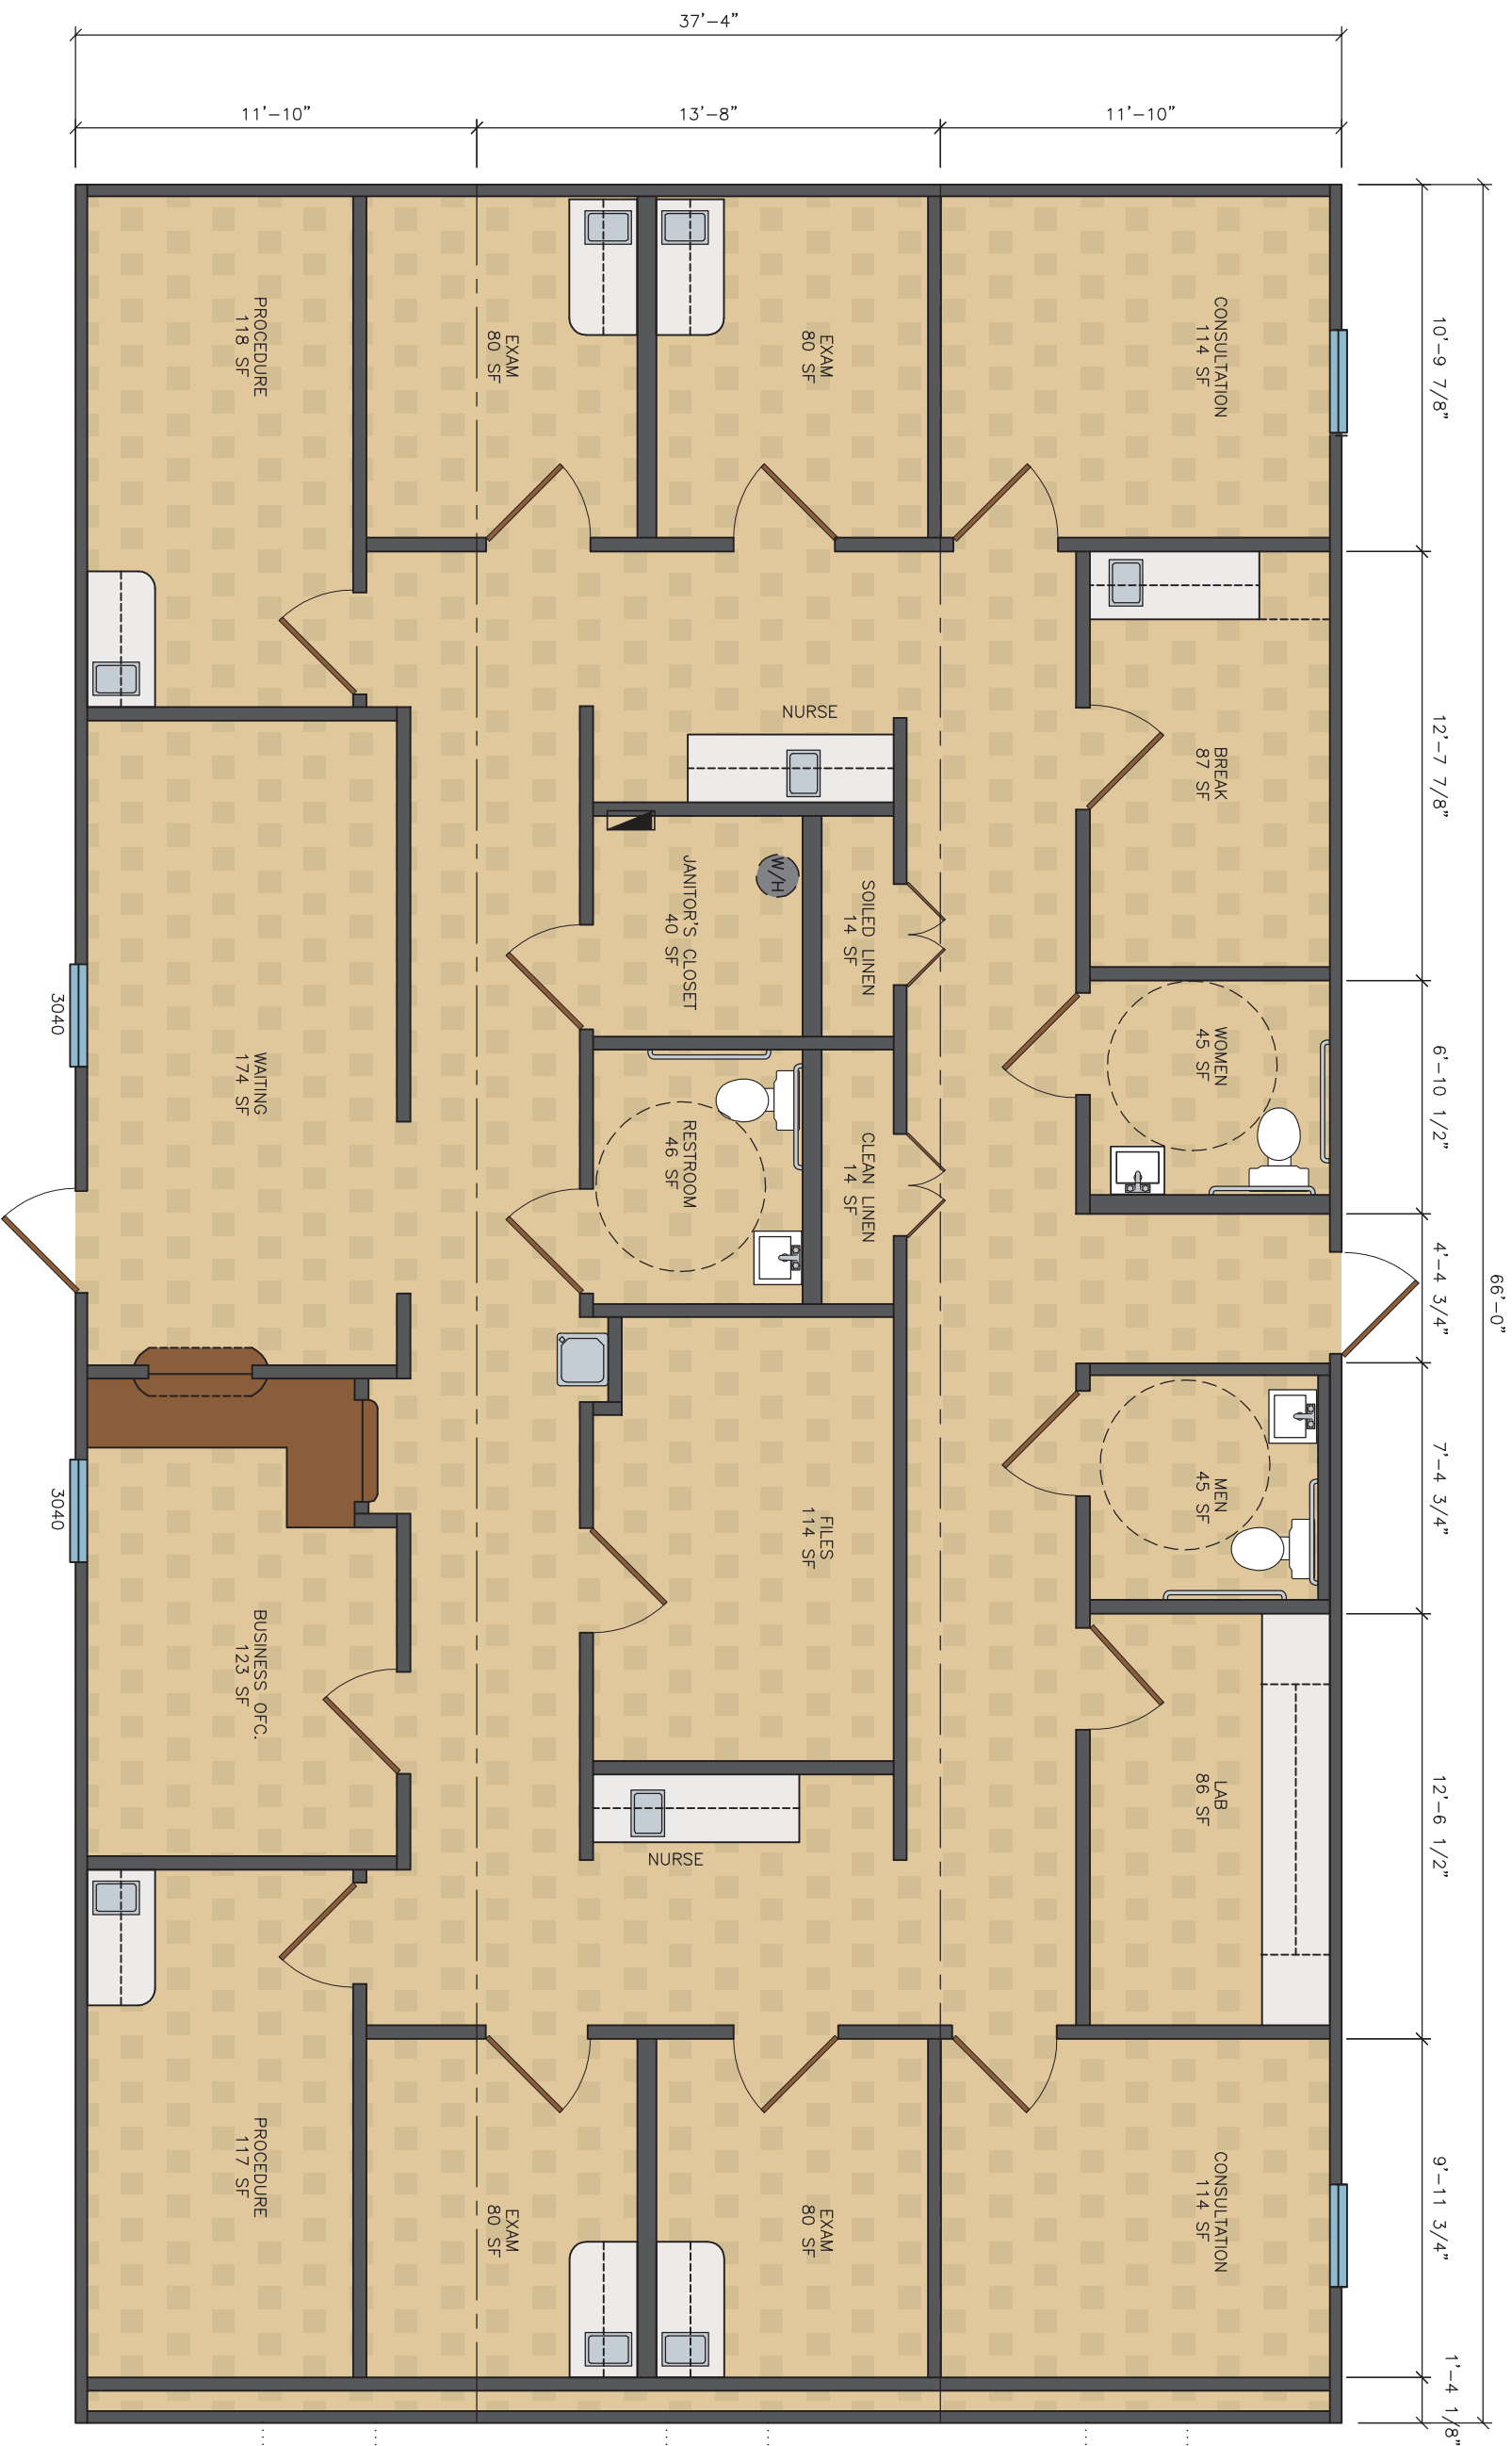 37'-4"
11'-10"
13'-8"
11'-10"
10'-9 7/8"
12'-7 7/8"
6'-10 1/2"
4'-4 3/4"
7'-4 3/4"
12'-6 1/2"
9'-11 3/4"
1'-4 1/8"
66'-0"
PROCEDURE
118 SF
EXAM
80 SF
EXAM
80 SF
CONSULTATION
114 SF
NURSE
BREAK
87 SF
W/H
JANITOR'S CLOSET
40 SF
SOILED LINEN
14 SF
3040
WAITING
174 SF
WOMEN
45 SF
RESTROOM
46 SF
CLEAN LINEN
14 SF
3040
MEN
45 SF
FILES
114 SF
BUSINESS OFC.
123 SF
LAB
86 SF
NURSE
PROCEDURE
117 SF
EXAM
80 SF
EXAM
80 SF
CONSULTATION
114 SF